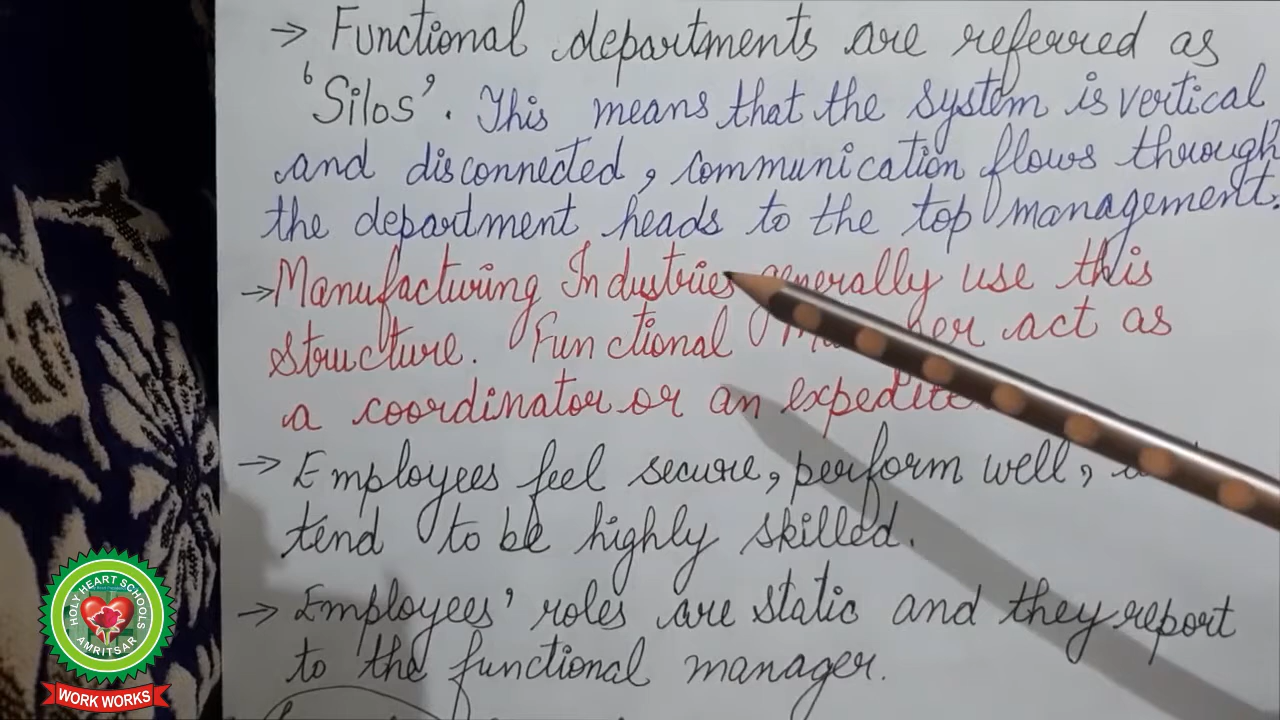 → Functional departments are referred as
'Silos'. This means that the system is vertical
and disconnected, communication flows through
the department heads to the top management.
→ Manufacturing Industries generally use this
structure. Functional act as
a coordinator or an
→ Employees feel secure, perform well,
tend to be highly skilled.
→ Employees' roles are static and they report
to the functional manager.
HOLY HEART SCHOOLS
AMRITSAR
WORK WORKS